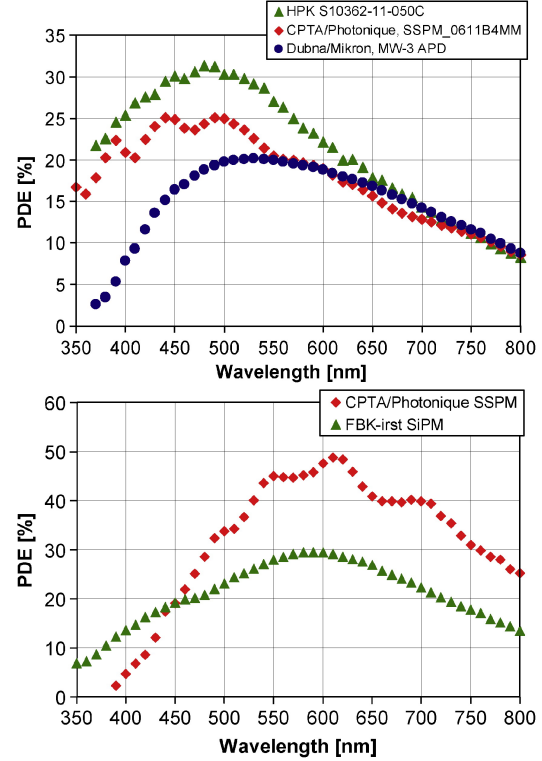 HPK S10362-11-050C
CPTA/Photonique, SSPM_0611B4MM
Dubna/Mikron, MW-3 APD
35
30
25
20
15
10
5
0
PDE [%]
350 400 450 500 550 600 650 700 750 800
Wavelength [nm]
CPTA/Photonique SSPM
FBK-irst SiPM
60
50
40
30
20
10
0
PDE [%]
350 400 450 500 550 600 650 700 750 800
Wavelength [nm]